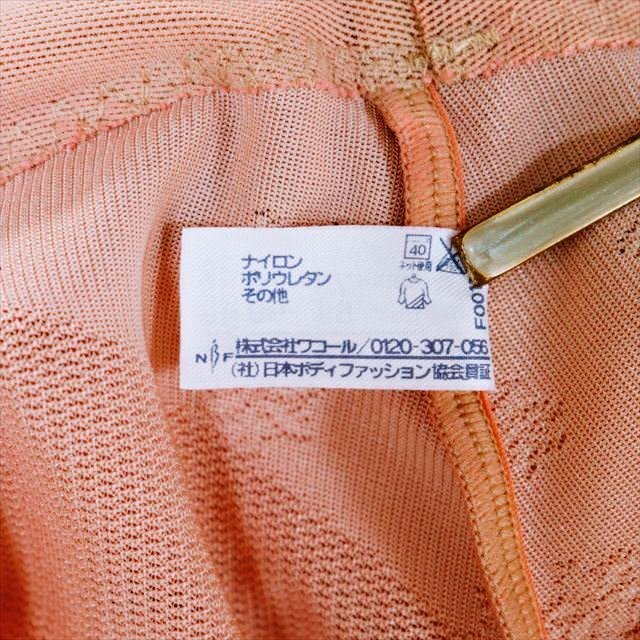 ナイロン
ポリウレタン
その他
40
ネット使用
F00
N F
株式会社ワコール/0120-307-056
(社)日本ボディファッション協会員証